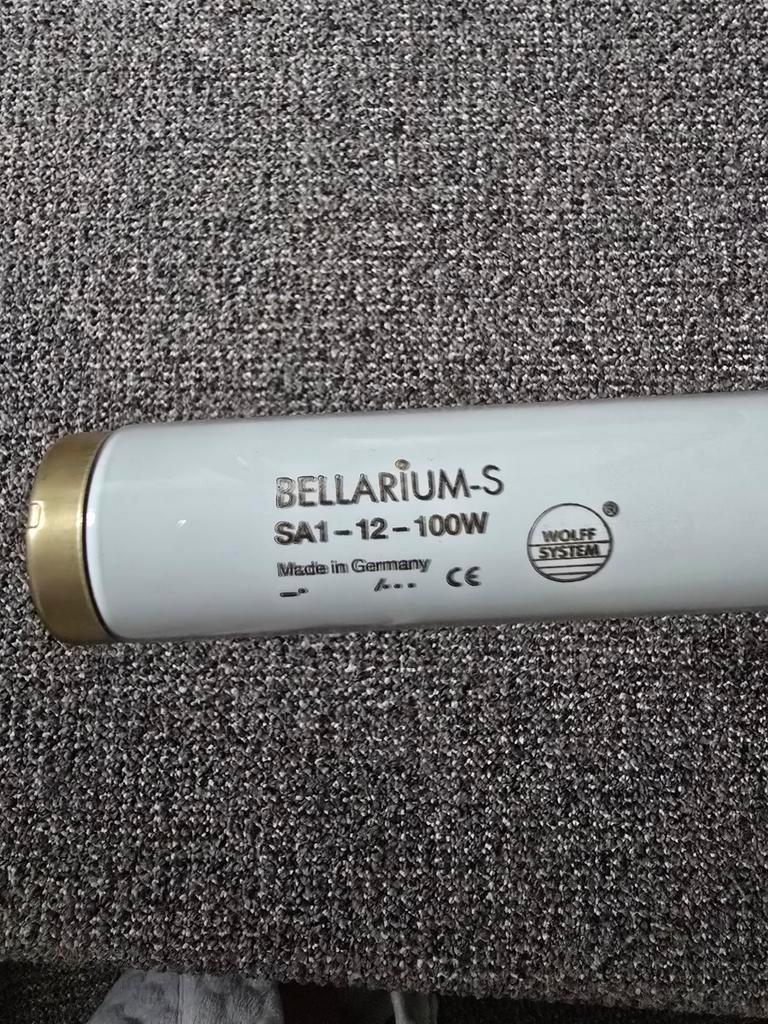 BELLARIUM-S
SA1-12-100W
Made in Germany
CE
WOLFF
SYSTEM
®